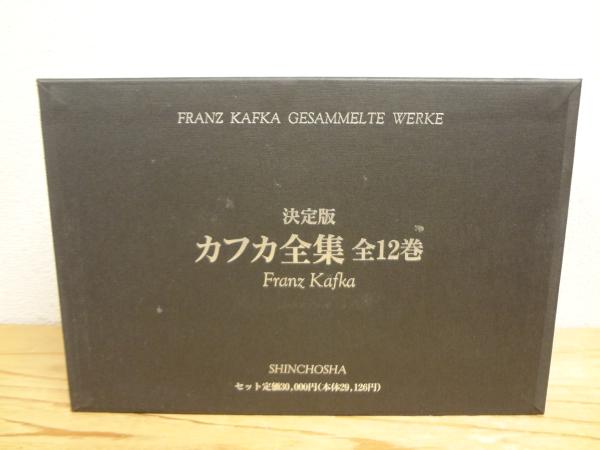 FRANZ KAFKA GESAMMELTE WERKE
決定版
カフカ全集 全12巻
Franz Kafka
SHINCHOSHA
セット定価30,000円(本体29,126円)